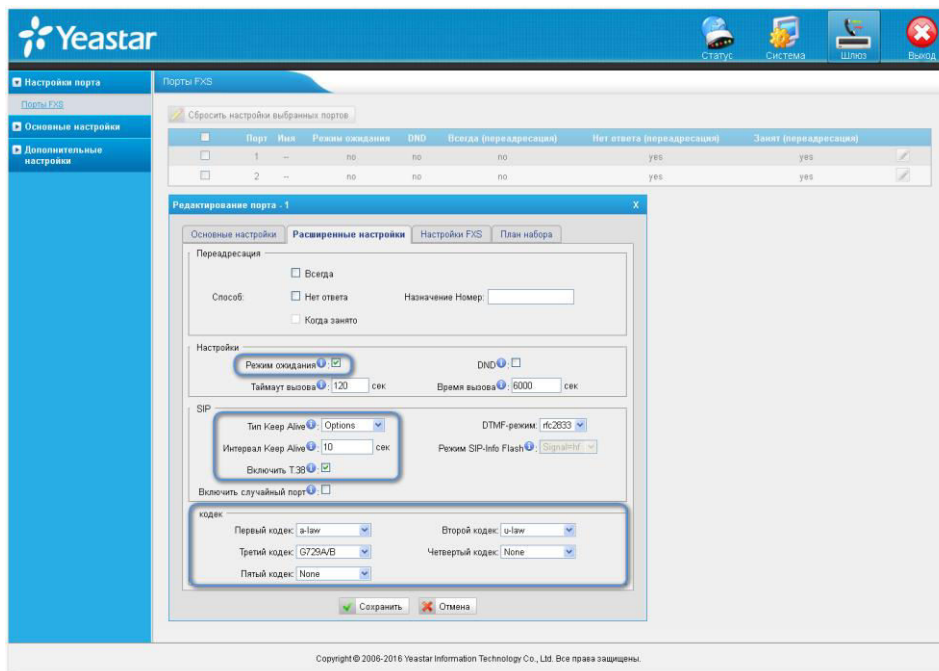 Yeastar
Статус Система Шлюз Выход
Настройки порта
Порты FXS
Основные настройки
Дополнительные
настройки
Порты FXS
Сбросить настройки выбранных портов
Порт Имя Режим ожидания DND Всегда (переадресация) Нет ответа (переадресация) Занят (переадресация)
1 -- no no no yes yes
2 -- no no no yes yes
Редактирование порта - 1 X
Основные настройки Расширенные настройки Настройки FXS План набора
Переадресация
Всегда
Способ: Нет ответа Назначение Номер:
Когда занято
Настройки
Режим ожидания: DND:
Таймаут вызова: 120 сек Время вызова: 6000 сек
SIP
Тип Keep Alive: Options DTMF-режим: rfc2833
Интервал Keep Alive: 10 сек Режим SIP-Info Flash: Signal=hf
Включить T.38:
Включить случайный порт:
кодек
Первый кодек: a-law Второй кодек: u-law
Третий кодек: G729A/B Четвертый кодек: None
Пятый кодек: None
Сохранить Отмена
Copyright © 2006-2016 Yeastar Information Technology Co., Ltd. Все права защищены.